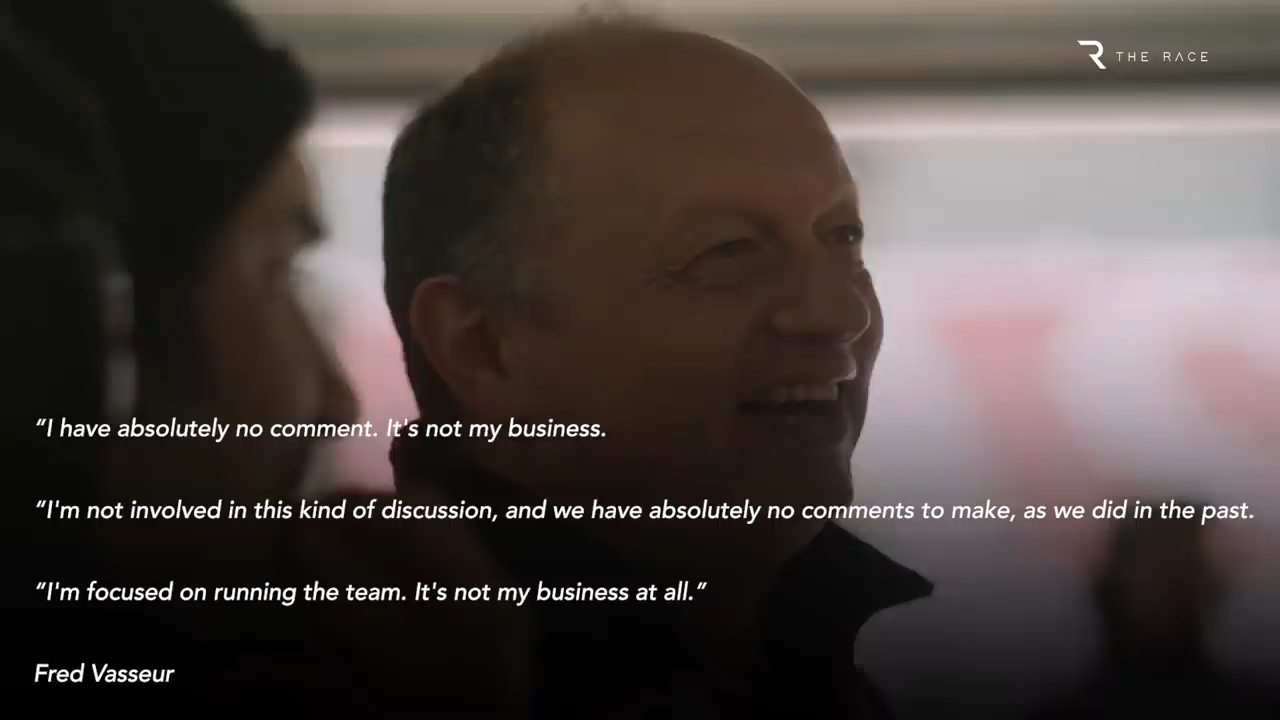 THE RACE
“I have absolutely no comment. It's not my business.
“I'm not involved in this kind of discussion, and we have absolutely no comments to make, as we did in the past.
“I'm focused on running the team. It's not my business at all.”
Fred Vasseur